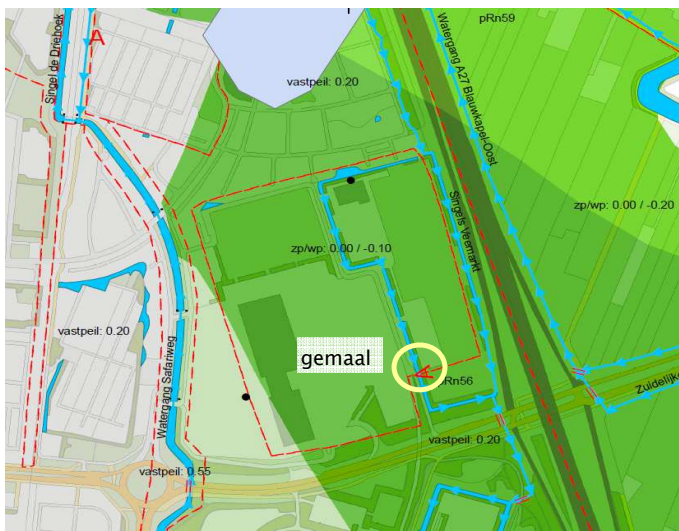 pRn59
Singel de Driehoek
vastpeil: 0.20
Watergang A27 Blauwkapel-Oost
zp/wp: 0.00 / -0.20
Singels Veemarkt
zp/wp: 0.00 / -0.10
vastpeil: 0.20
gemaal
pRn56
Zuidelijke
Watergang Safariweg
vastpeil: 0.20
vastpeil: 0.55